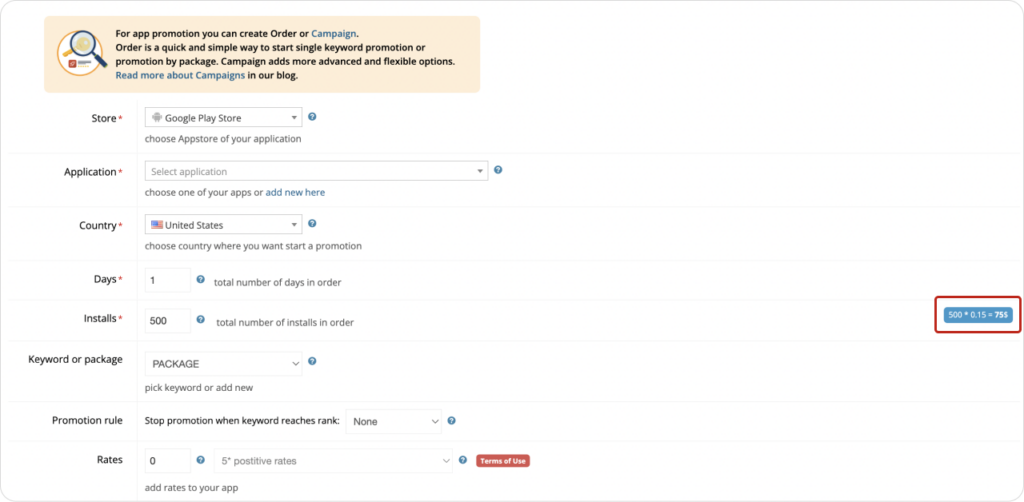 For app promotion you can create Order or Campaign.
Order is a quick and simple way to start single keyword promotion or
promotion by package. Campaign adds more advanced and flexible options.
Read more about Campaigns in our blog.
Store*
Google Play Store
?
choose Appstore of your application
Application*
Select application
?
choose one of your apps or add new here
Country*
United States
?
choose country where you want start a promotion
Days*
1
?
total number of days in order
Installs*
500
?
total number of installs in order
500 * 0.15 = 75$
Keyword or package
PACKAGE
?
pick keyword or add new
Promotion rule
Stop promotion when keyword reaches rank:
None
?
Rates
0
?
5* postitive rates
?
Terms of Use
add rates to your app